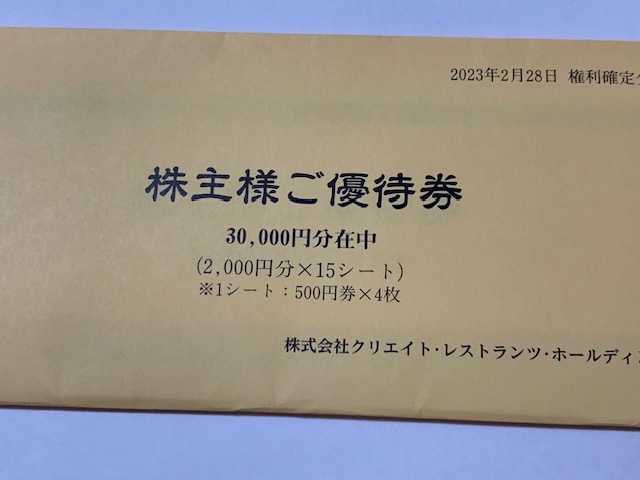 2023年2月28日 権利確定分
株主様ご優待券
30,000円分在中
(2,000円分×15シート)
※1シート:500円券×4枚
株式会社クリエイト・レストランツ・ホールディ